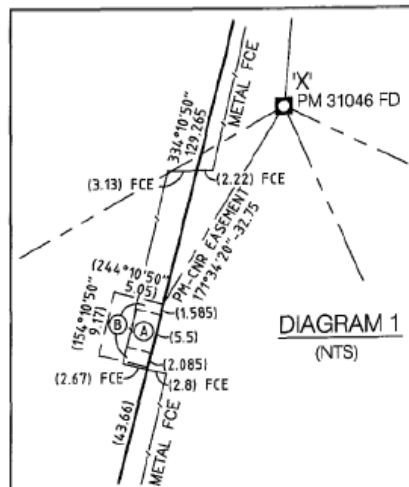 'X'
PM 31046 FD
METAL FCE
334°10'50"
129.265
(3.13) FCE
(2.22) FCE
PM-CNR EASEMENT
171°34'20"-32.75
(244°10'50"
5.05)
(154°10'50"
9.17)
B
A
(1.585)
(5.5)
(2.085)
(2.67) FCE
(2.8) FCE
(43.66)
METAL FCE
DIAGRAM 1
(NTS)